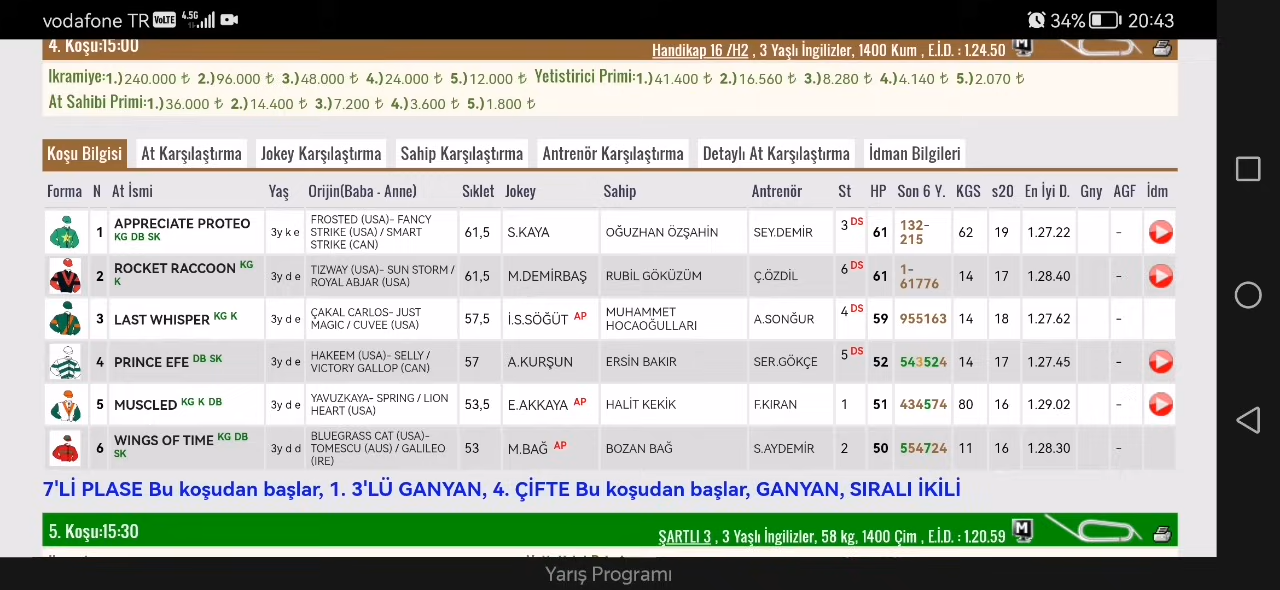 vodafone TR VoLTE 4.5G 34% 20:43
4. Koşu:15:00 Handikap 16 /H2 , 3 Yaşlı İngilizler, 1400 Kum , E.İ.D. : 1.24.50
Ikramiye:1.)240.000 ₺ 2.)96.000 ₺ 3.)48.000 ₺ 4.)24.000 ₺ 5.)12.000 ₺ Yetistirici Primi:1.)41.400 ₺ 2.)16.560 ₺ 3.)8.280 ₺ 4.)4.140 ₺ 5.)2.070 ₺
At Sahibi Primi:1.)36.000 ₺ 2.)14.400 ₺ 3.)7.200 ₺ 4.)3.600 ₺ 5.)1.800 ₺
Koşu Bilgisi At Karşılaştırma Jokey Karşılaştırma Sahip Karşılaştırma Antrenör Karşılaştırma Detaylı At Karşılaştırma İdman Bilgileri
Forma N At İsmi Yaş Orijin(Baba - Anne) Sıklet Jokey Sahip Antrenör St HP Son 6 Y. KGS s20 En İyi D. Gny AGF İdm
1 APPRECIATE PROTEO KG DB SK 3y k e FROSTED (USA)- FANCY STRIKE (USA) / SMART STRIKE (CAN) 61,5 S.KAYA OĞUZHAN ÖZŞAHİN SEY.DEMİR 3 DS 61 132-215 62 19 1.27.22 -
2 ROCKET RACCOON KG K 3y d e TIZWAY (USA)- SUN STORM / ROYAL ABJAR (USA) 61,5 M.DEMİRBAŞ RUBİL GÖKÜZÜM Ç.ÖZDİL 6 DS 61 1-61776 14 17 1.28.40 -
3 LAST WHISPER KG K 3y d e ÇAKAL CARLOS- JUST MAGIC / CUVEE (USA) 57,5 İ.S.SÖĞÜT AP MUHAMMET HOCAOĞULLARI A.SONĞUR 4 DS 59 955163 14 18 1.27.62 -
4 PRINCE EFE DB SK 3y d e HAKEEM (USA)- SELLY / VICTORY GALLOP (CAN) 57 A.KURŞUN ERSİN BAKIR SER.GÖKÇE 5 DS 52 543524 14 17 1.27.45 -
5 MUSCLED KG K DB 3y d e YAVUZKAYA- SPRING / LION HEART (USA) 53,5 E.AKKAYA AP HALİT KEKİK F.KIRAN 1 51 434574 80 16 1.29.02 -
6 WINGS OF TIME KG DB SK 3y d d BLUEGRASS CAT (USA)- TOMESCU (AUS) / GALILEO (IRE) 53 M.BAĞ AP BOZAN BAĞ S.AYDEMİR 2 50 554724 11 16 1.28.30 -
7'Lİ PLASE Bu koşudan başlar, 1. 3'LÜ GANYAN, 4. ÇİFTE Bu koşudan başlar, GANYAN, SIRALI İKİLİ
5. Koşu:15:30 ŞARTLI 3 , 3 Yaşlı İngilizler, 58 kg, 1400 Çim , E.İ.D. : 1.20.59 M
Yarış Programı